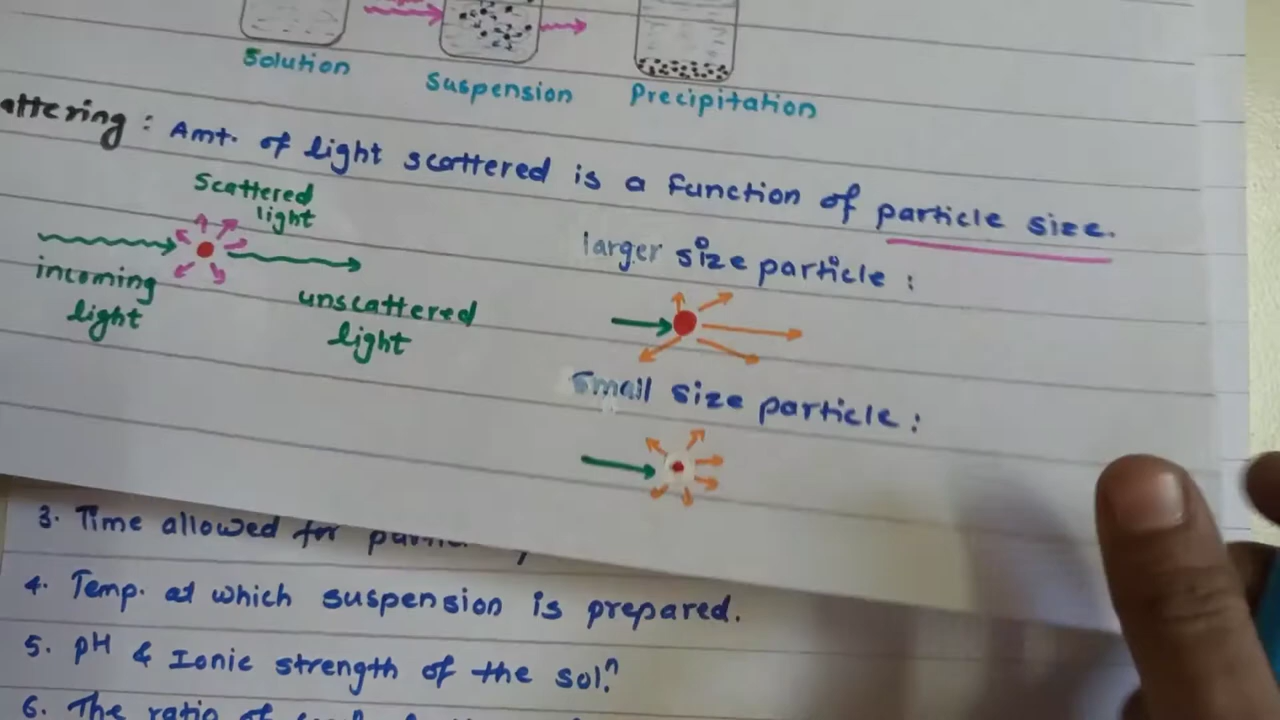 Solution
Suspension
Precipitation
attering : Amt. of light scattered is a function of particle size.
scattered
light
incoming
light
unscattered
light
larger size particle :
Small size particle :
3. Time allowed for
4. Temp. at which suspension is prepared.
5. pH & Ionic strength of the solⁿ.
6. The ratio of